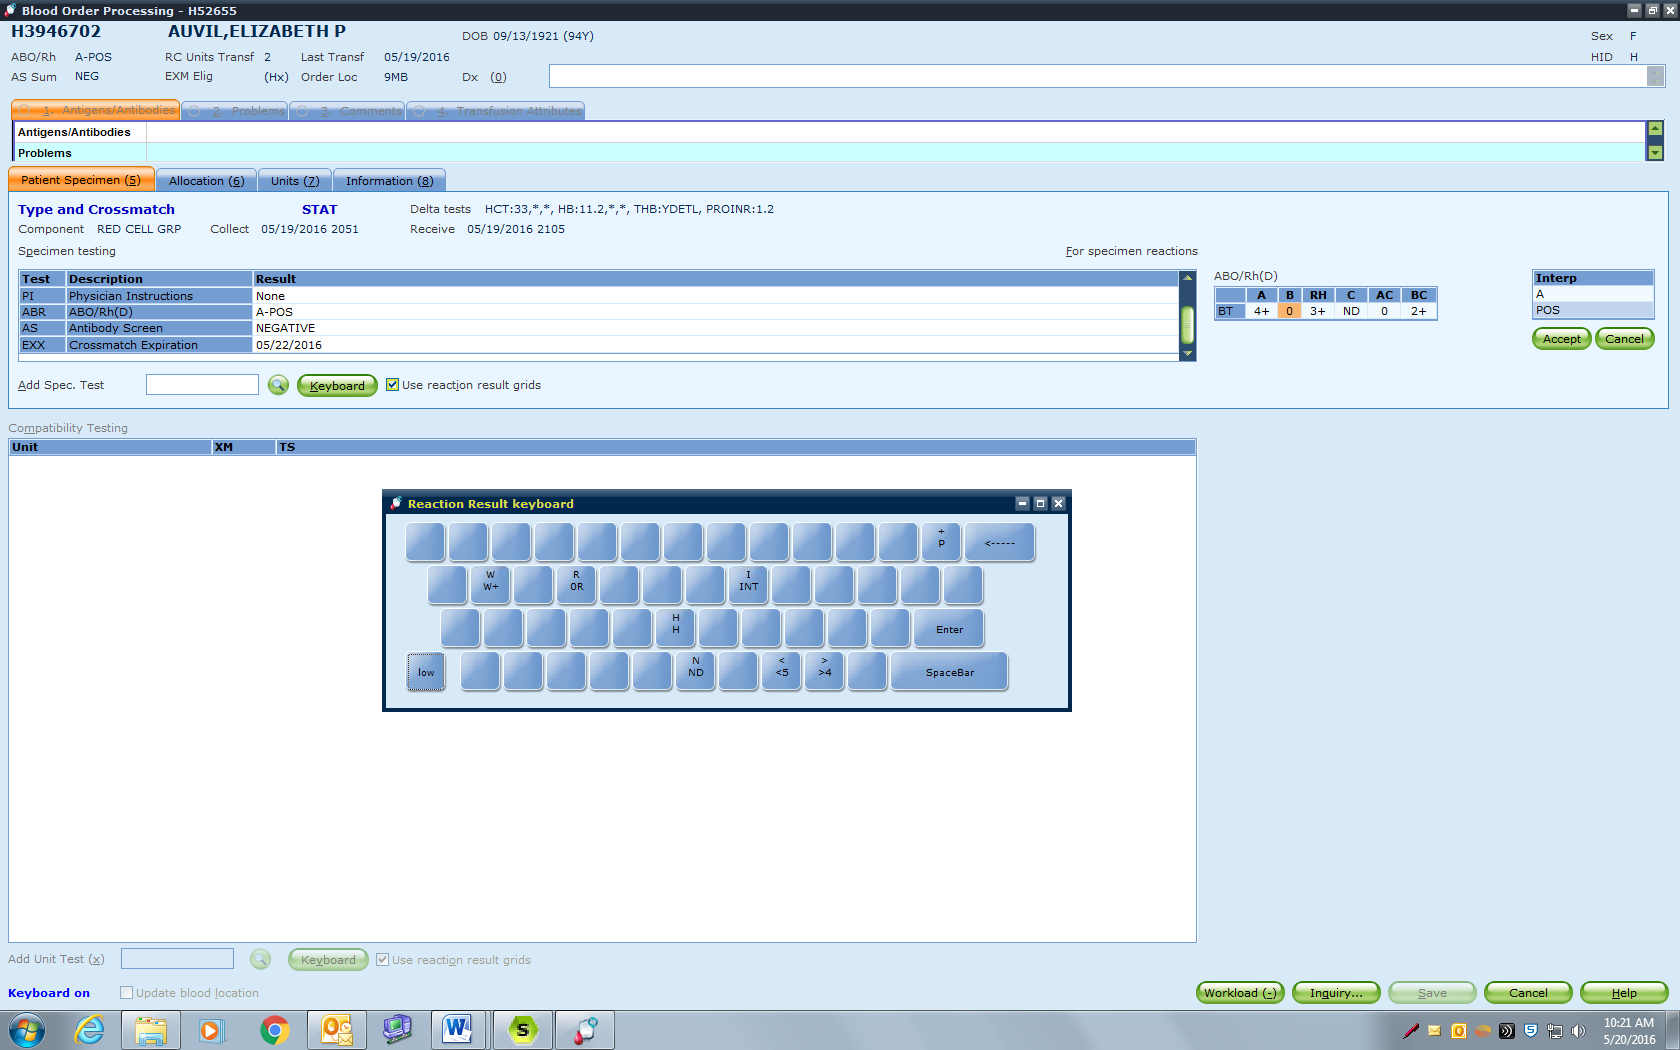 Blood Order Processing - H52655
H3946702 AUVIL,ELIZABETH P DOB 09/13/1921 (94Y) Sex F
ABO/Rh A-POS RC Units Transf 2 Last Transf 05/19/2016 HID H
AS Sum NEG EXM Elig (Hx) Order Loc 9MB Dx (0)
1. Antigens/Antibodies 2. Problems 3. Comments 4. Transfusion Attributes
Antigens/Antibodies
Problems
Patient Specimen (5) Allocation (6) Units (7) Information (8)
Type and Crossmatch STAT Delta tests HCT:33,*,*, HB:11.2,*,*, THB:YDETL, PROINR:1.2
Component RED CELL GRP Collect 05/19/2016 2051 Receive 05/19/2016 2105
Specimen testing For specimen reactions
Test Description Result
PI Physician Instructions None
ABR ABO/Rh(D) A-POS
AS Antibody Screen NEGATIVE
EXX Crossmatch Expiration 05/22/2016
ABO/Rh(D)
A B RH C AC BC
BT 4+ 0 3+ ND 0 2+
Interp
A
POS
Accept Cancel
Add Spec. Test Keyboard Use reaction result grids
Compatibility Testing
Unit XM TS
Reaction Result keyboard
+
P
<-----
W
W+
R
OR
I
INT
H
H
Enter
low
N
ND
<
<5
>
>4
SpaceBar
Add Unit Test (x) Keyboard Use reaction result grids
Keyboard on Update blood location Workload (-) Inquiry... Save Cancel Help
10:21 AM
5/20/2016